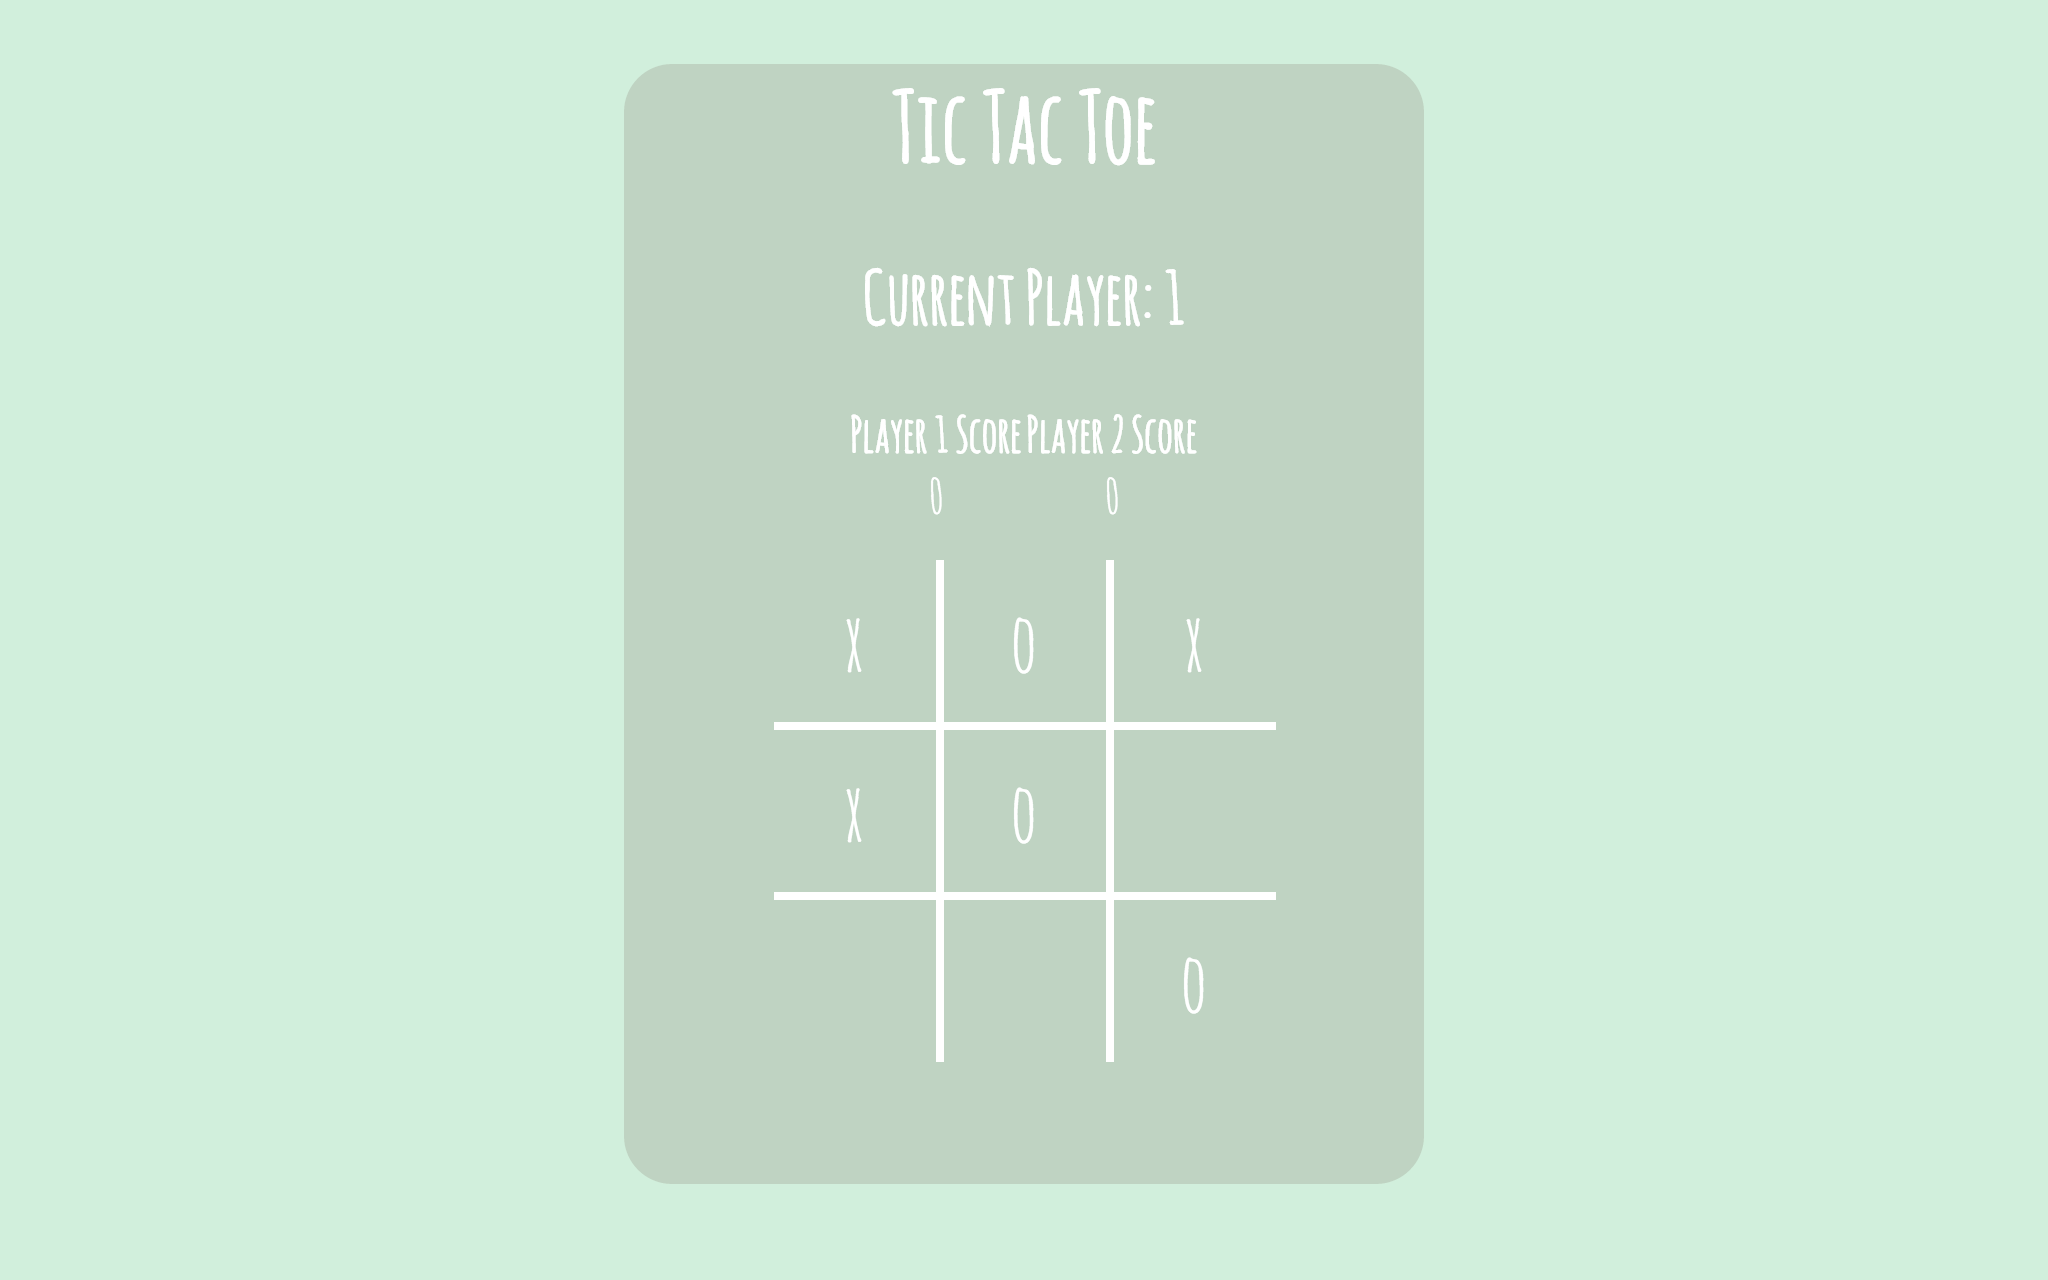 Tic Tac Toe
Current Player: 1
Player 1 Score Player 2 Score
0 0
X O X
X O
O